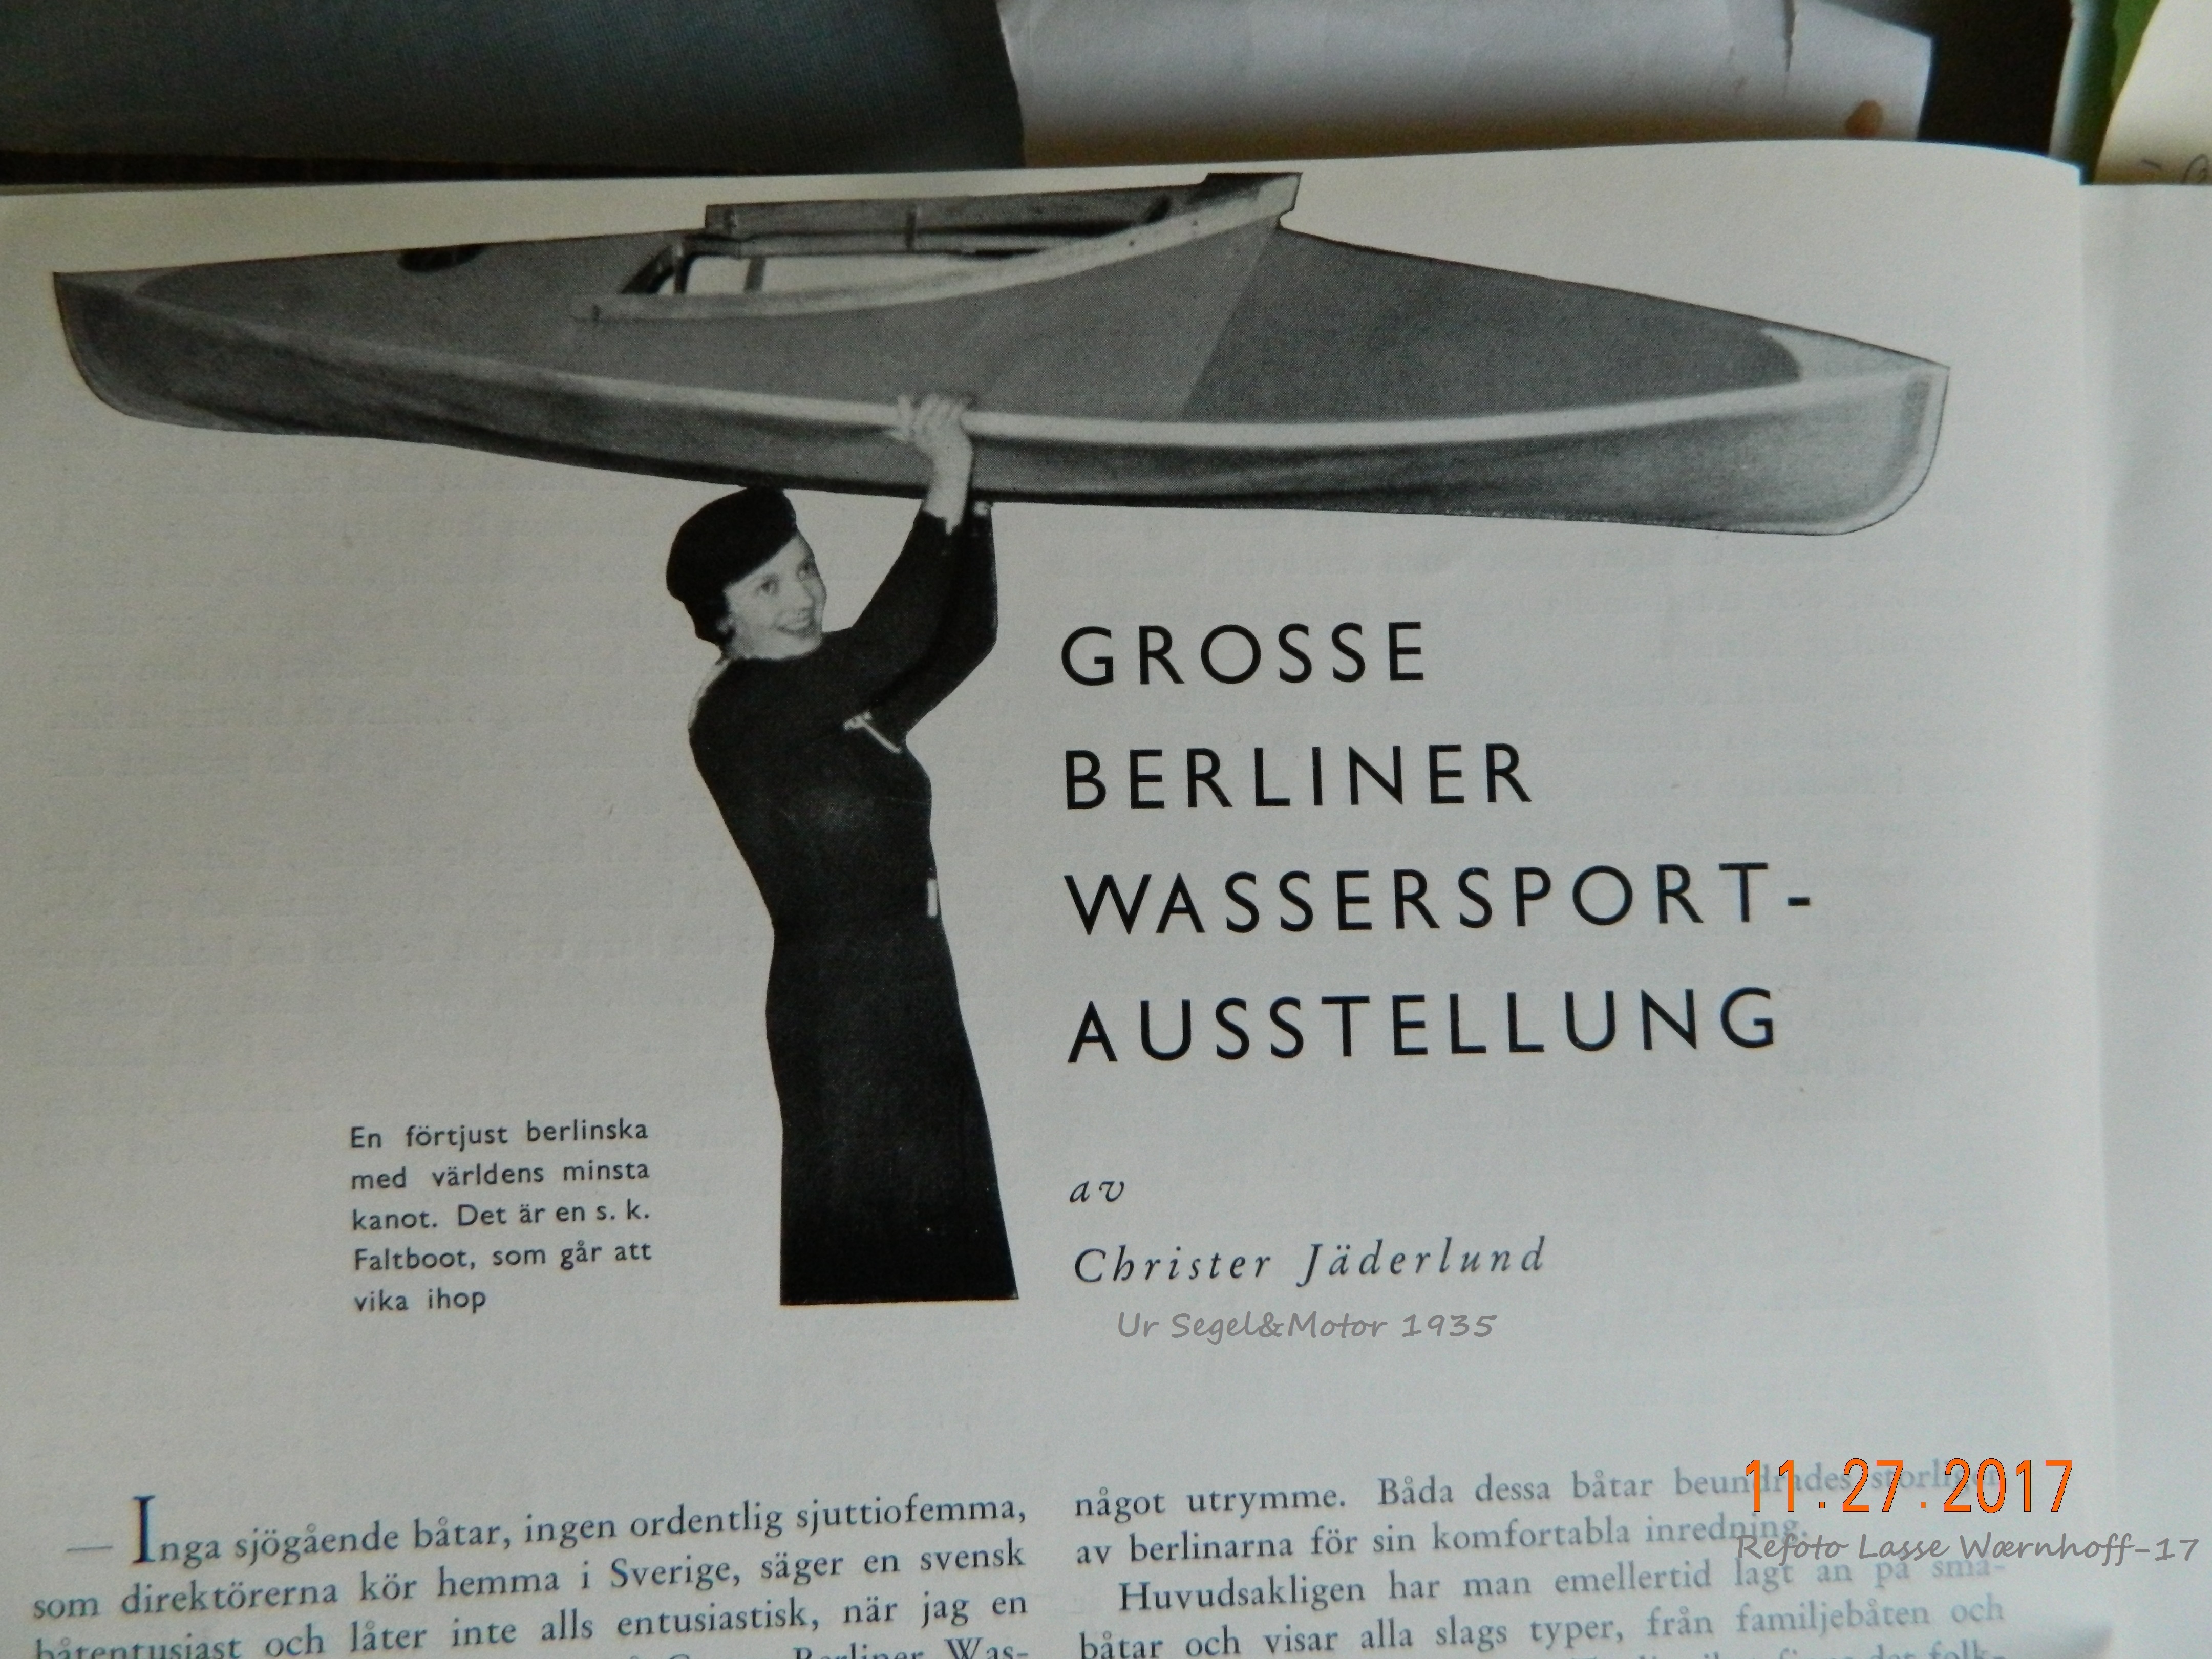 GROSSE
BERLINER
WASSERSPORT-
AUSSTELLUNG
av
Christer Jäderlund
Ur Segel&Motor 1935
En förtjust berlinska
med världens minsta
kanot. Det är en s. k.
Faltboot, som går att
vika ihop
— Inga sjögående båtar, ingen ordentlig sjuttiofemma,
som direktörerna kör hemma i Sverige, säger en svensk
båtentusiast och låter inte alls entusiastisk, när jag en
Berliner Was-
något utrymme. Båda dessa båtar beundrades storligen
av berlinarna för sin komfortabla inredning.
Huvudsakligen har man emellertid lagt an på små-
båtar och visar alla slags typer, från familjebåten och
11.27.2017
Refoto Lasse Wærnhoff-17